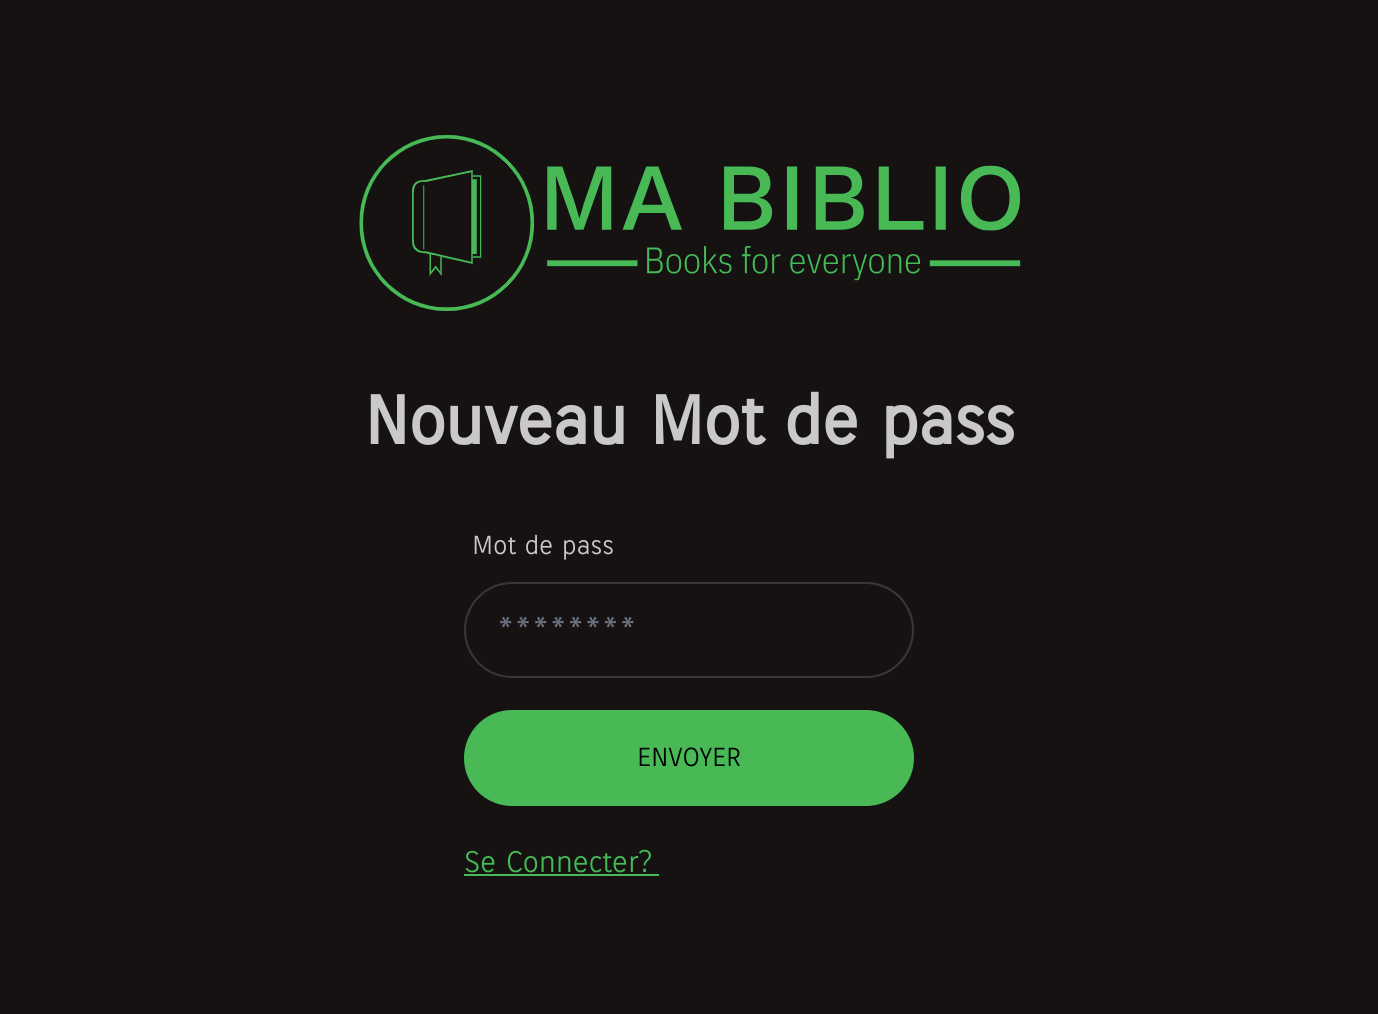 MA BIBLIO
Books for everyone
Nouveau Mot de pass
Mot de pass
********
ENVOYER
Se Connecter?